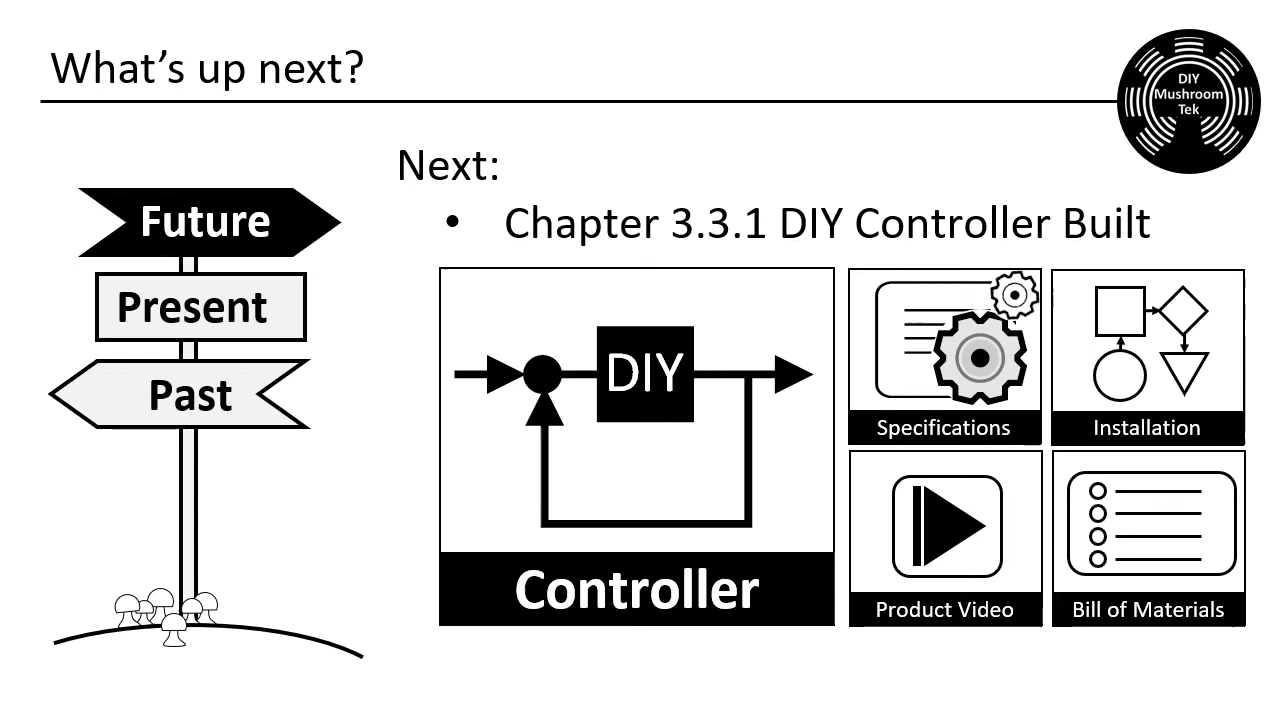 What's up next?
DIY
Mushroom
Tek
Next:
• Chapter 3.3.1 DIY Controller Built
Future
Present
Past
DIY
Controller
Specifications
Installation
Product Video
Bill of Materials